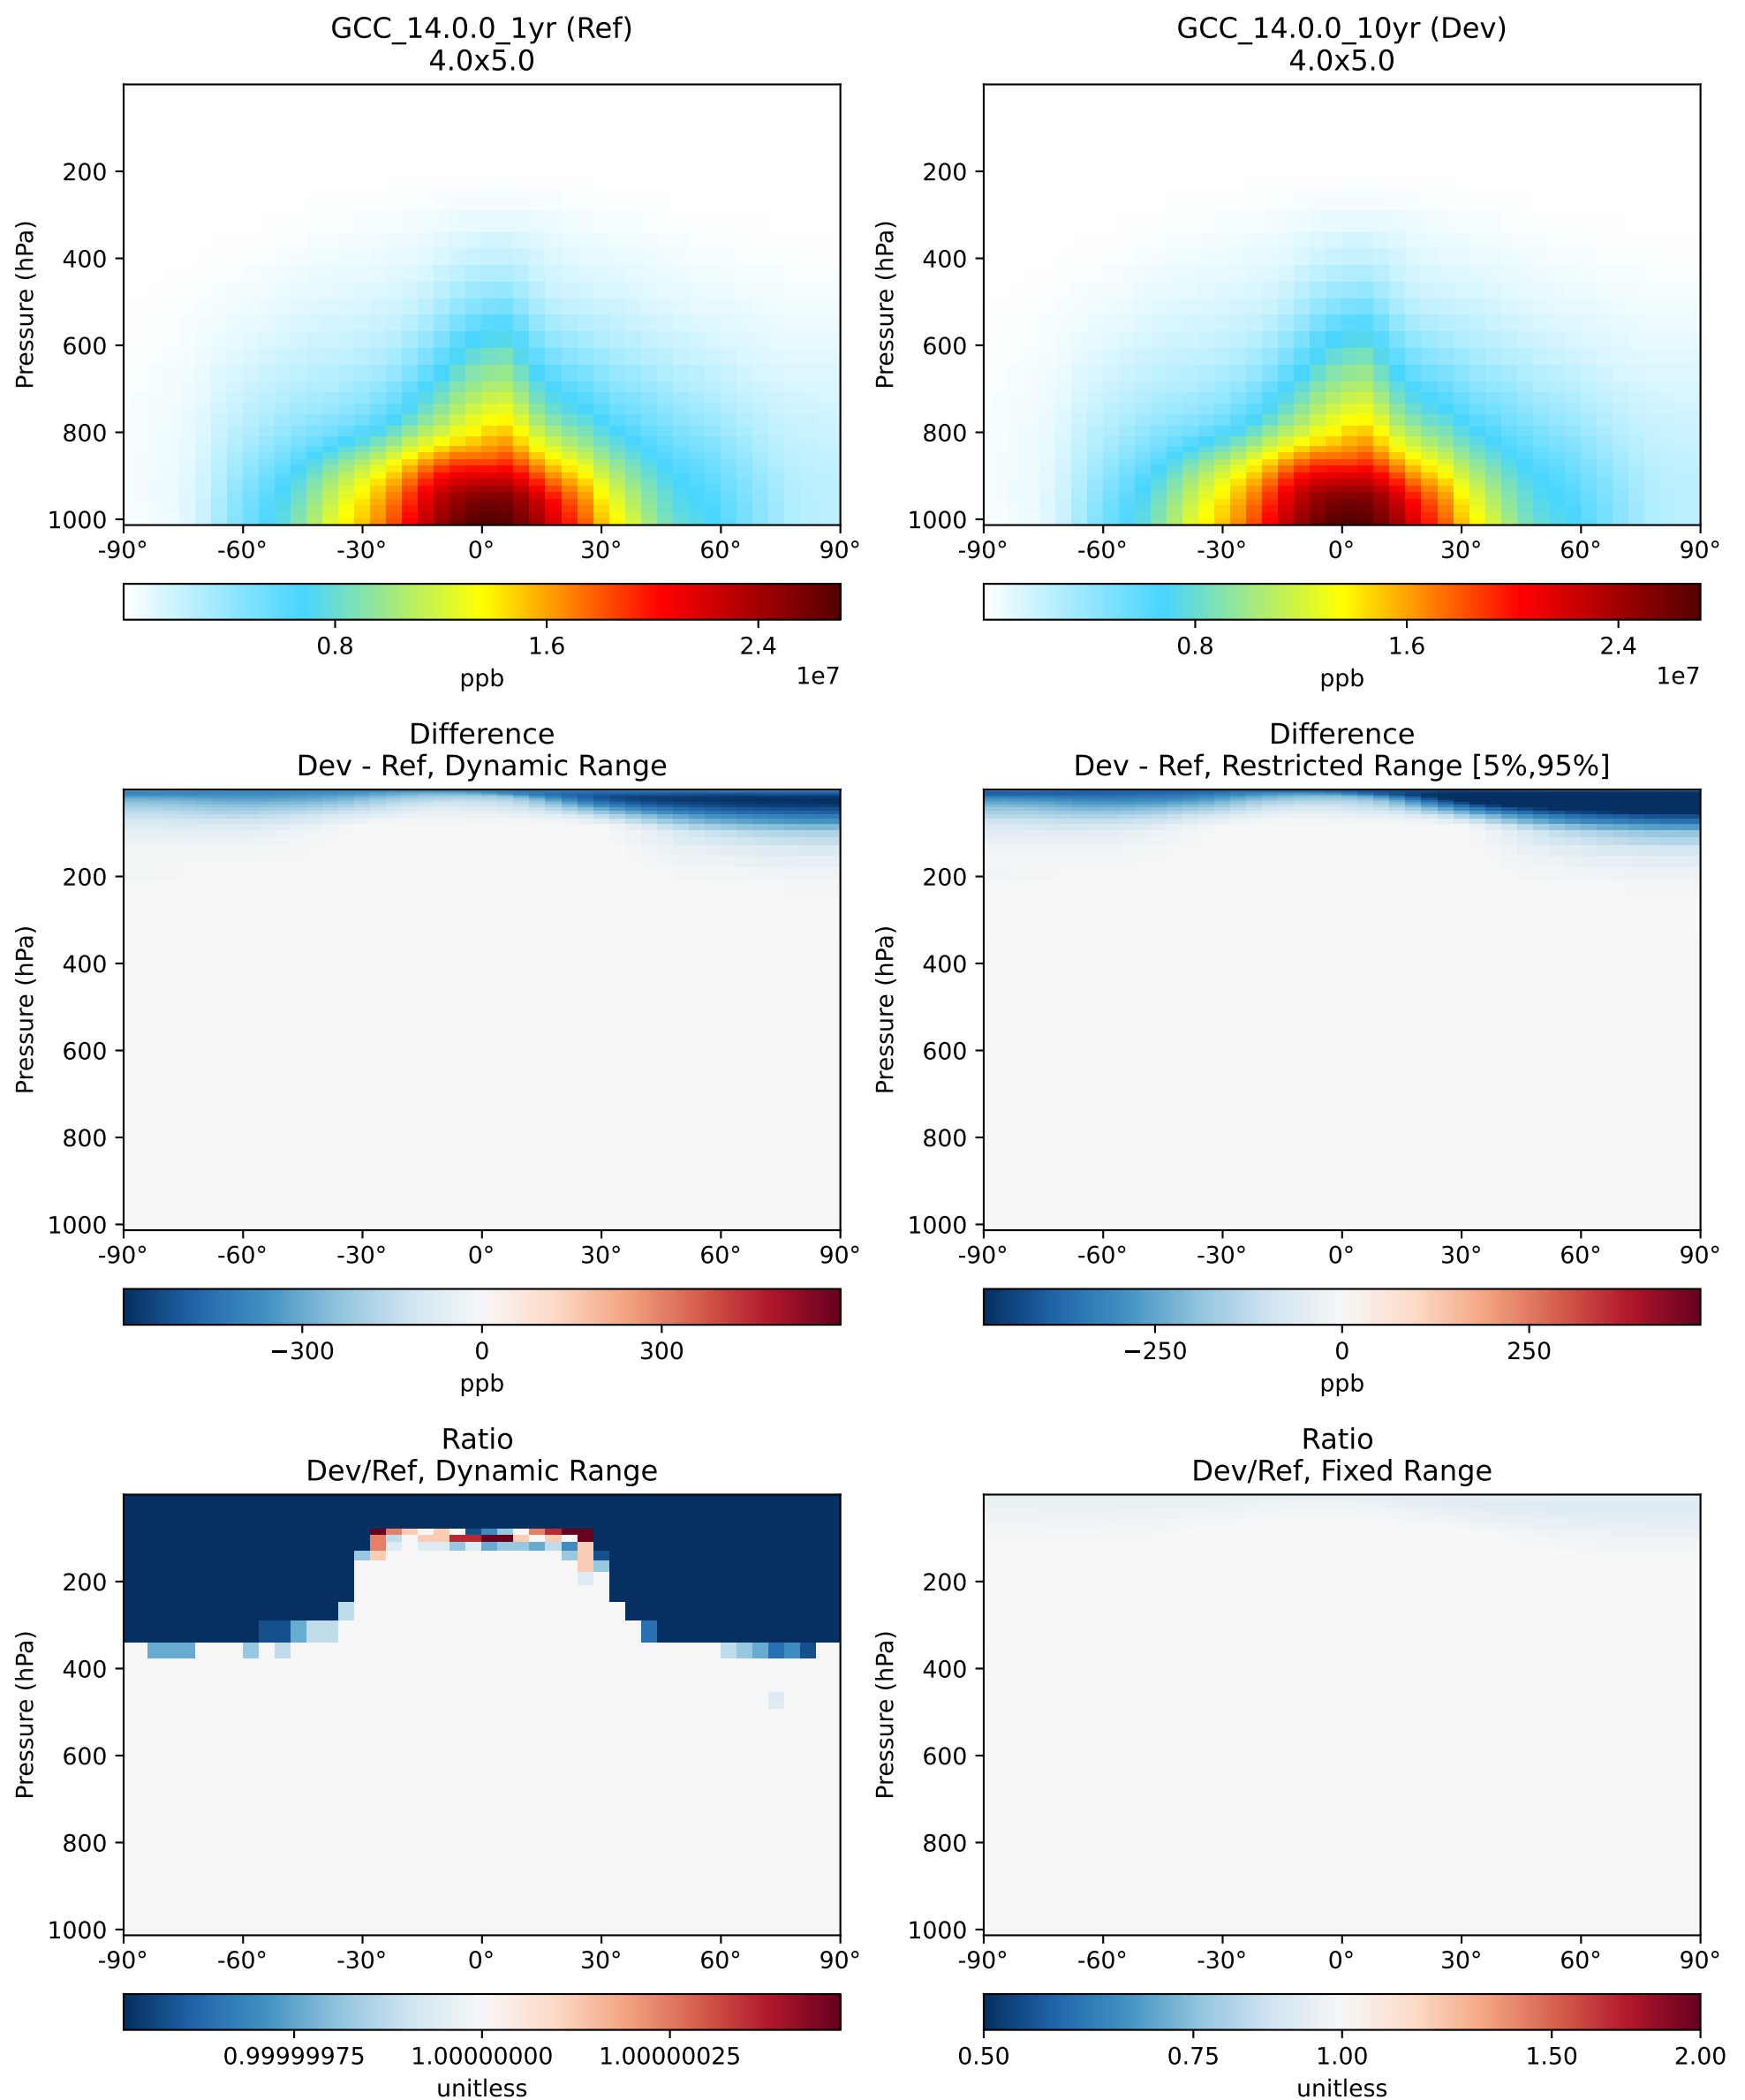 GCC_14.0.0_1yr (Ref)
4.0x5.0
Pressure (hPa)
200
400
600
800
1000
-90° -60° -30° 0° 30° 60° 90°
0.8 1.6 2.4
1e7
ppb
GCC_14.0.0_10yr (Dev)
4.0x5.0
Pressure (hPa)
200
400
600
800
1000
-90° -60° -30° 0° 30° 60° 90°
0.8 1.6 2.4
1e7
ppb
Difference
Dev - Ref, Dynamic Range
Pressure (hPa)
200
400
600
800
1000
-90° -60° -30° 0° 30° 60° 90°
−300 0 300
ppb
Difference
Dev - Ref, Restricted Range [5%,95%]
Pressure (hPa)
200
400
600
800
1000
-90° -60° -30° 0° 30° 60° 90°
−250 0 250
ppb
Ratio
Dev/Ref, Dynamic Range
Pressure (hPa)
200
400
600
800
1000
-90° -60° -30° 0° 30° 60° 90°
0.99999975 1.00000000 1.00000025
unitless
Ratio
Dev/Ref, Fixed Range
Pressure (hPa)
200
400
600
800
1000
-90° -60° -30° 0° 30° 60° 90°
0.50 0.75 1.00 1.50 2.00
unitless